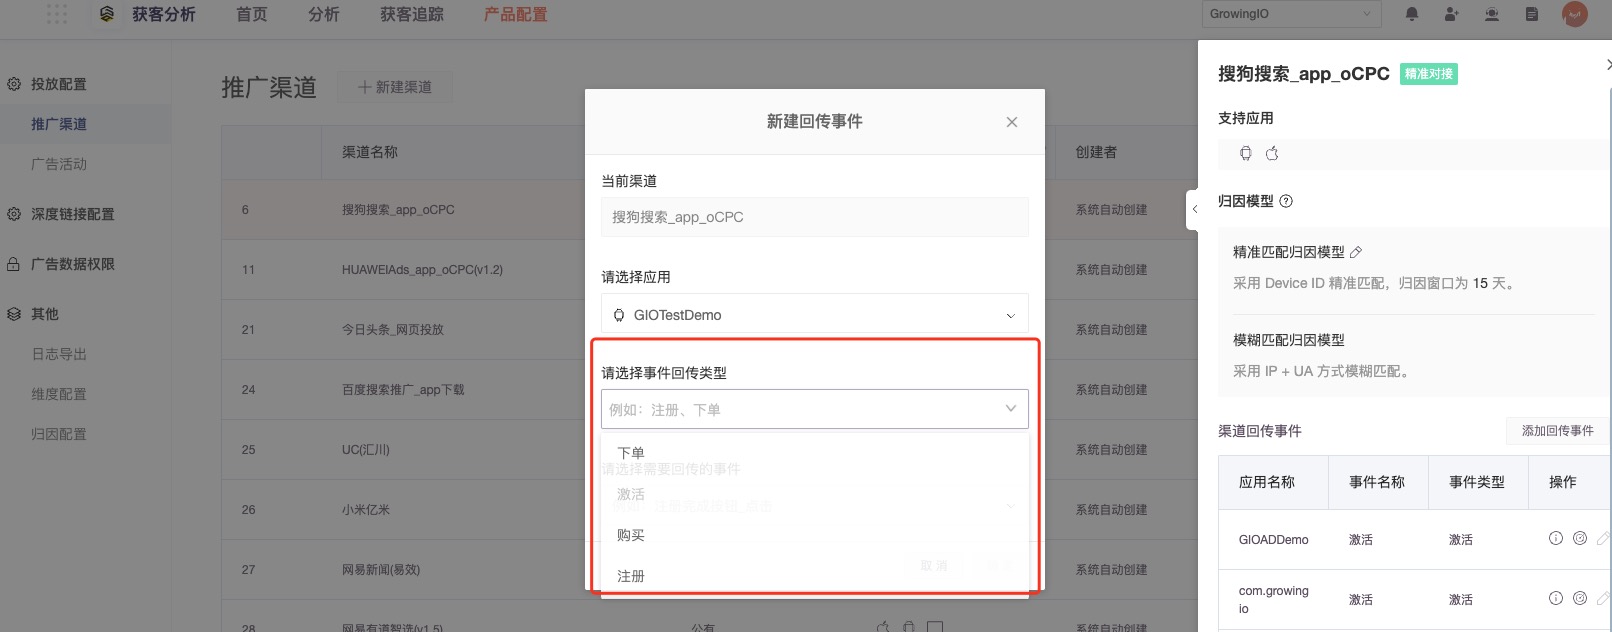 获客分析
首页
分析
获客追踪
产品配置
GrowingIO
投放配置
推广渠道
广告活动
深度链接配置
广告数据权限
其他
日志导出
维度配置
归因配置
推广渠道
新建渠道
渠道名称
创建者
6
搜狗搜索_app_oCPC
系统自动创建
11
HUAWEIAds_app_oCPC(v1.2)
系统自动创建
21
今日头条_网页投放
系统自动创建
24
百度搜索推广_app下载
系统自动创建
25
UC(汇川)
系统自动创建
26
小米亿米
系统自动创建
27
网易新闻(易效)
系统自动创建
28
网易有道智选(v1.5)
公有
系统自动创建
新建回传事件
当前渠道
搜狗搜索_app_oCPC
请选择应用
GIOTestDemo
请选择事件回传类型
例如：注册、下单
下单
请选择需要回传的事件
激活
购买
取 消
注册
搜狗搜索_app_oCPC
精准对接
支持应用
归因模型
精准匹配归因模型
采用 Device ID 精准匹配，归因窗口为 15 天。
模糊匹配归因模型
采用 IP + UA 方式模糊匹配。
渠道回传事件
添加回传事件
应用名称
事件名称
事件类型
操作
GIOADDemo
激活
激活
com.growing
io
激活
激活